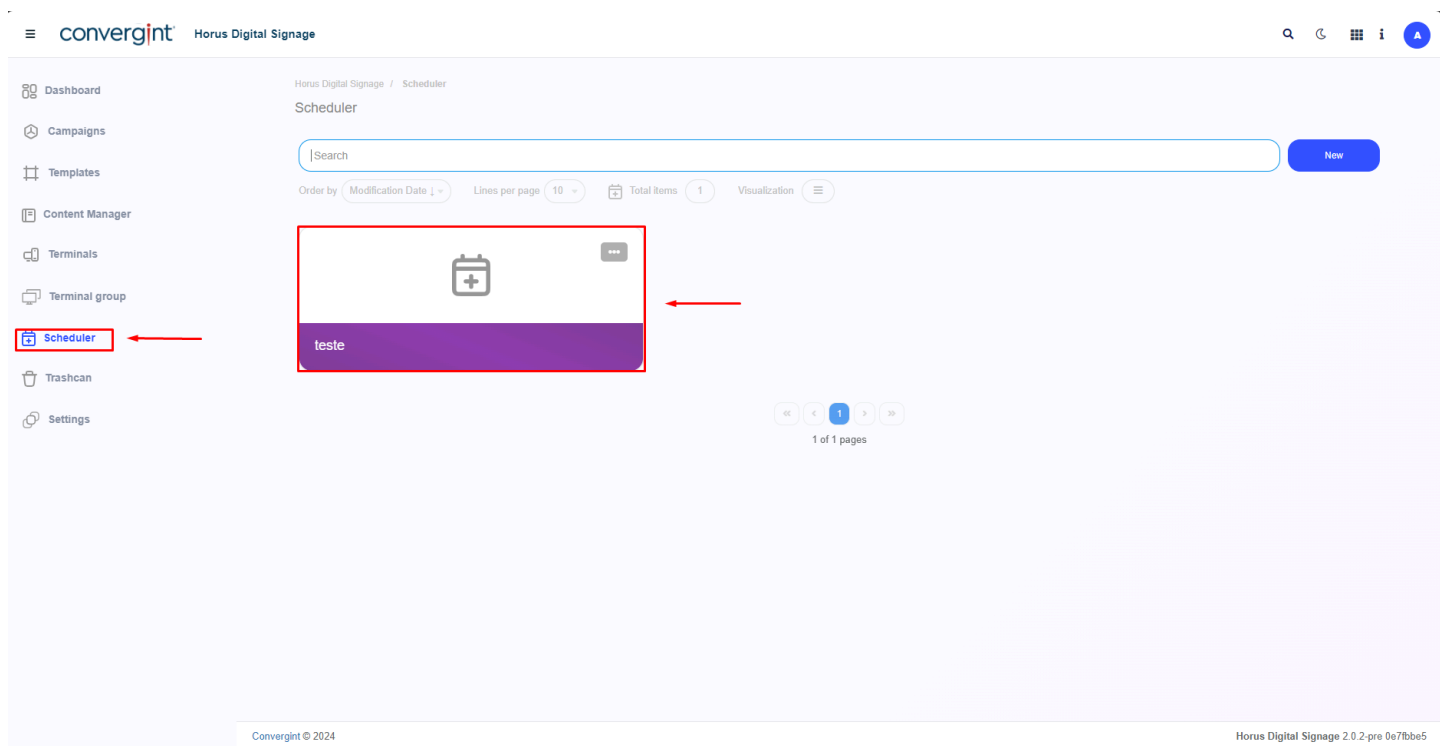 convergint Horus Digital Signage
A
Dashboard
Campaigns
Templates
Content Manager
Terminals
Terminal group
Scheduler
Trashcan
Settings
Horus Digital Signage / Scheduler
Scheduler
Search
New
Order by Modification Date ↓ Lines per page 10 Total items 1 Visualization
teste
« ‹ 1 › »
1 of 1 pages
Convergint © 2024
Horus Digital Signage 2.0.2-pre 0e7fbbe5